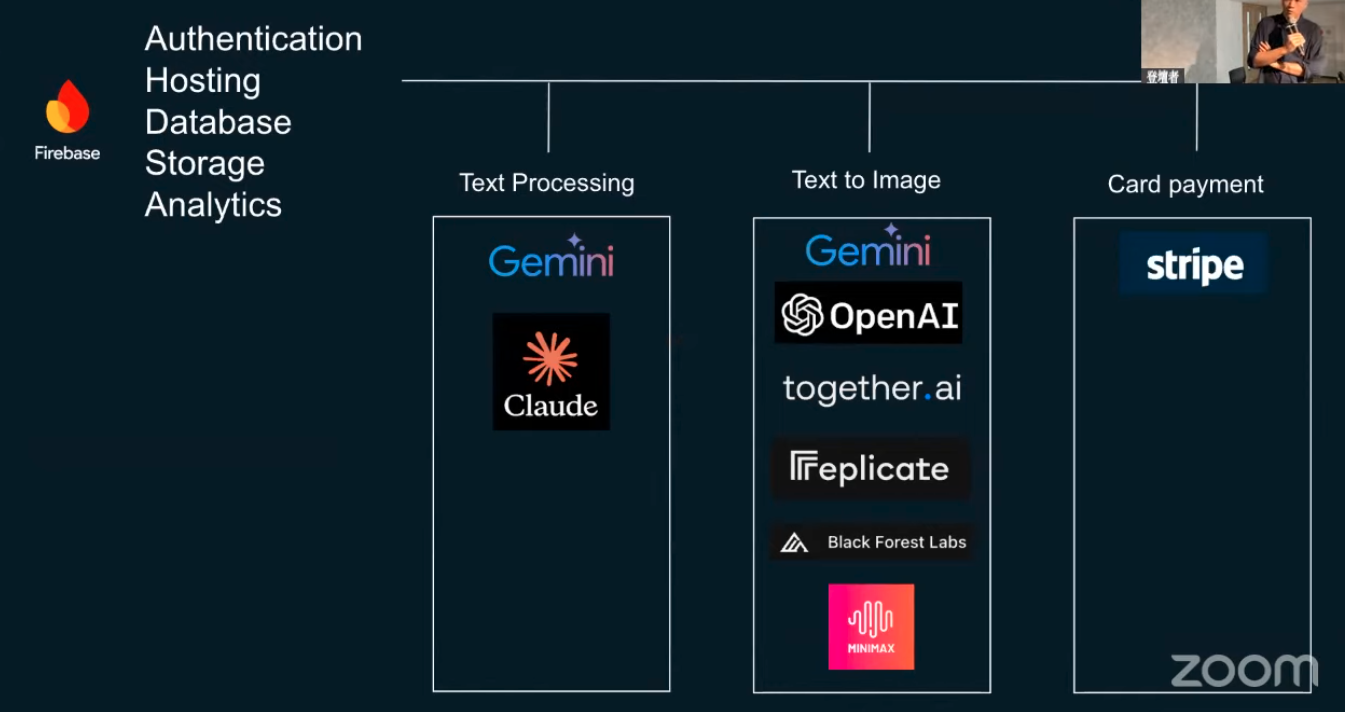 Authentication
Hosting
Database
Storage
Analytics
Firebase
登壇者
Text Processing
Gemini
Claude
Text to Image
Gemini
OpenAI
together.ai
Replicate
Black Forest Labs
MINIMAX
Card payment
stripe
zoom